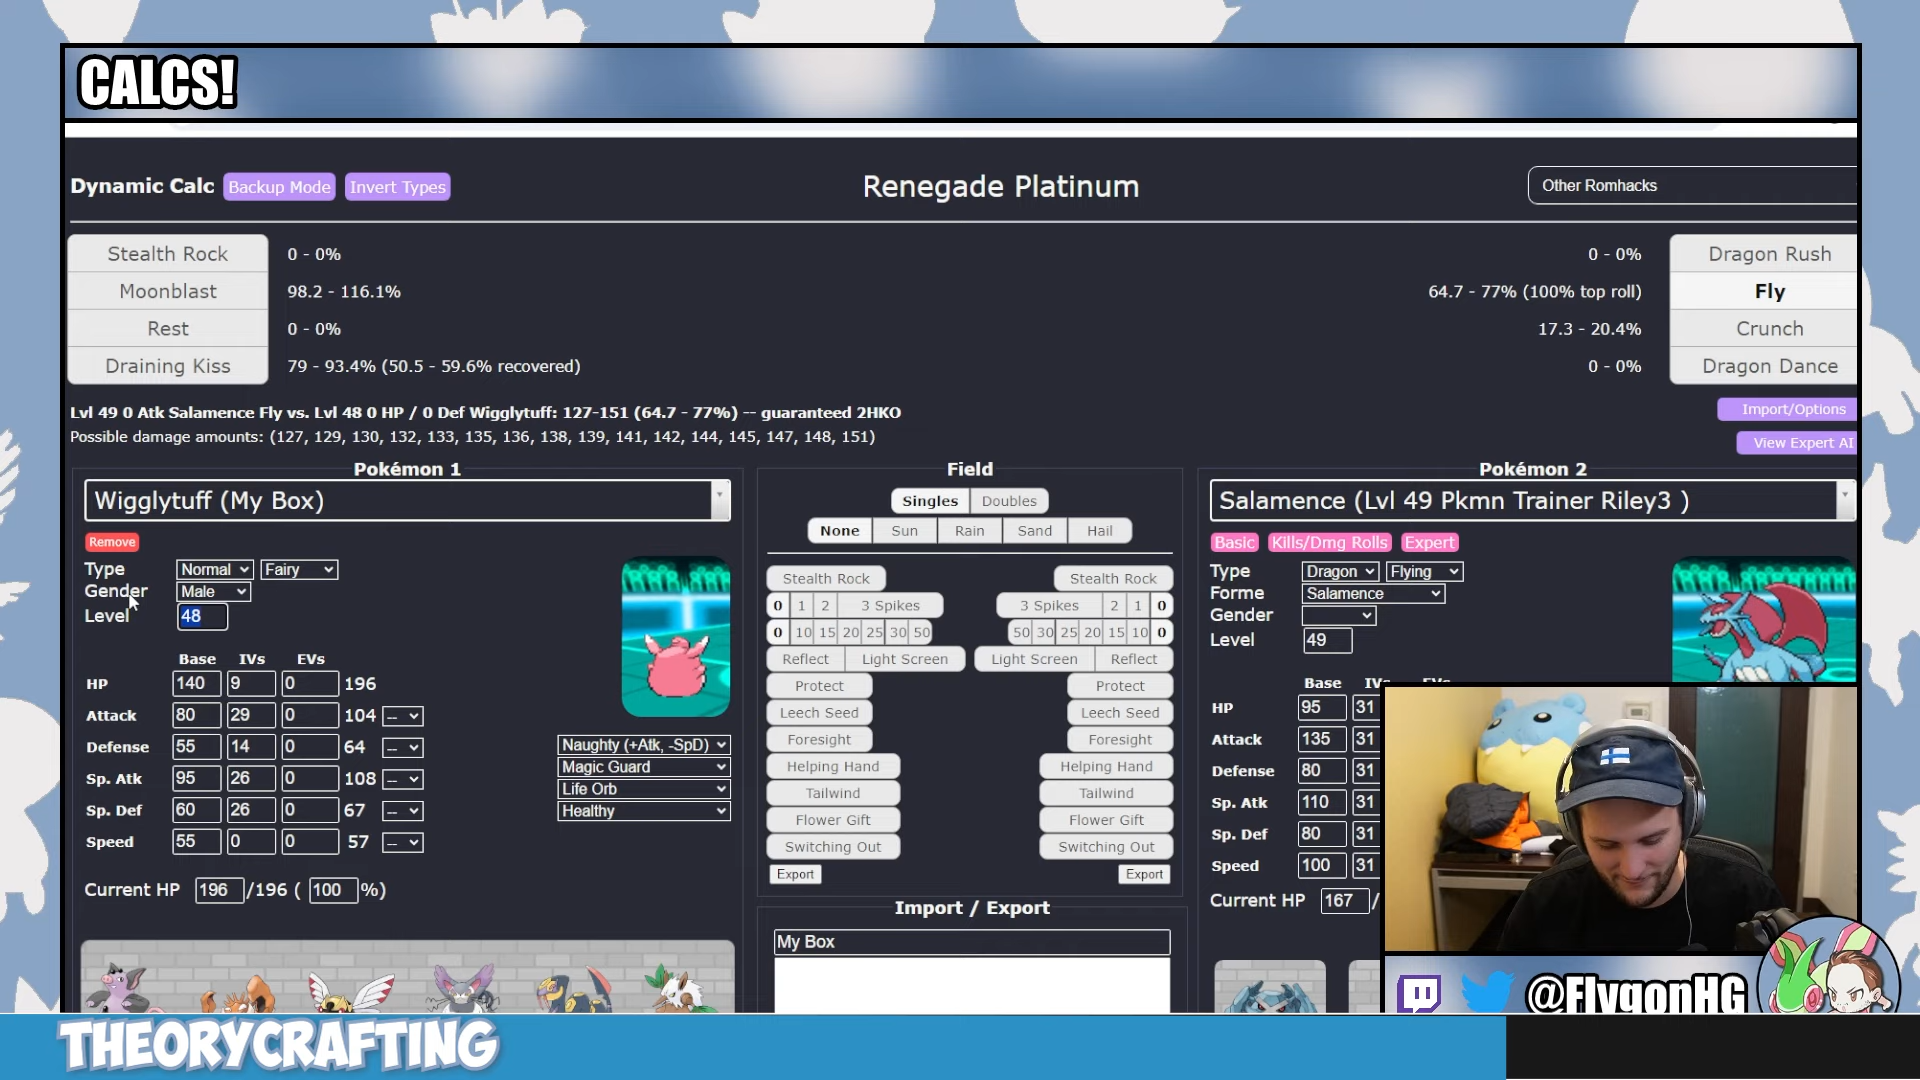 CALCS!
Dynamic Calc Backup Mode Invert Types
Renegade Platinum
Other Romhacks
Stealth Rock 0 - 0%
Moonblast 98.2 - 116.1%
Rest 0 - 0%
Draining Kiss 79 - 93.4% (50.5 - 59.6% recovered)
0 - 0% Dragon Rush
64.7 - 77% (100% top roll) Fly
17.3 - 20.4% Crunch
0 - 0% Dragon Dance
Lvl 49 0 Atk Salamence Fly vs. Lvl 48 0 HP / 0 Def Wigglytuff: 127-151 (64.7 - 77%) -- guaranteed 2HKO
Possible damage amounts: (127, 129, 130, 132, 133, 135, 136, 138, 139, 141, 142, 144, 145, 147, 148, 151)
Import/Options
View Expert AI
Pokémon 1
Wigglytuff (My Box)
Remove
Type Normal Fairy
Gender Male
Level 48
Base IVs EVs
HP 140 9 0 196
Attack 80 29 0 104 --
Defense 55 14 0 64 --
Sp. Atk 95 26 0 108 --
Sp. Def 60 26 0 67 --
Speed 55 0 0 57 --
Naughty (+Atk, -SpD)
Magic Guard
Life Orb
Healthy
Current HP 196 /196 ( 100 %)
Field
Singles Doubles
None Sun Rain Sand Hail
Stealth Rock Stealth Rock
0 1 2 3 Spikes 3 Spikes 2 1 0
0 10 15 20 25 30 50 50 30 25 20 15 10 0
Reflect Light Screen Light Screen Reflect
Protect Protect
Leech Seed Leech Seed
Foresight Foresight
Helping Hand Helping Hand
Tailwind Tailwind
Flower Gift Flower Gift
Switching Out Switching Out
Export Export
Import / Export
My Box
Pokémon 2
Salamence (Lvl 49 Pkmn Trainer Riley3 )
Basic Kills/Dmg Rolls Expert
Type Dragon Flying
Forme Salamence
Gender
Level 49
Base IVs EVs
HP 95 31
Attack 135 31
Defense 80 31
Sp. Atk 110 31
Sp. Def 80 31
Speed 100 31
Current HP 167 /
@FlygonHG
THEORYCRAFTING